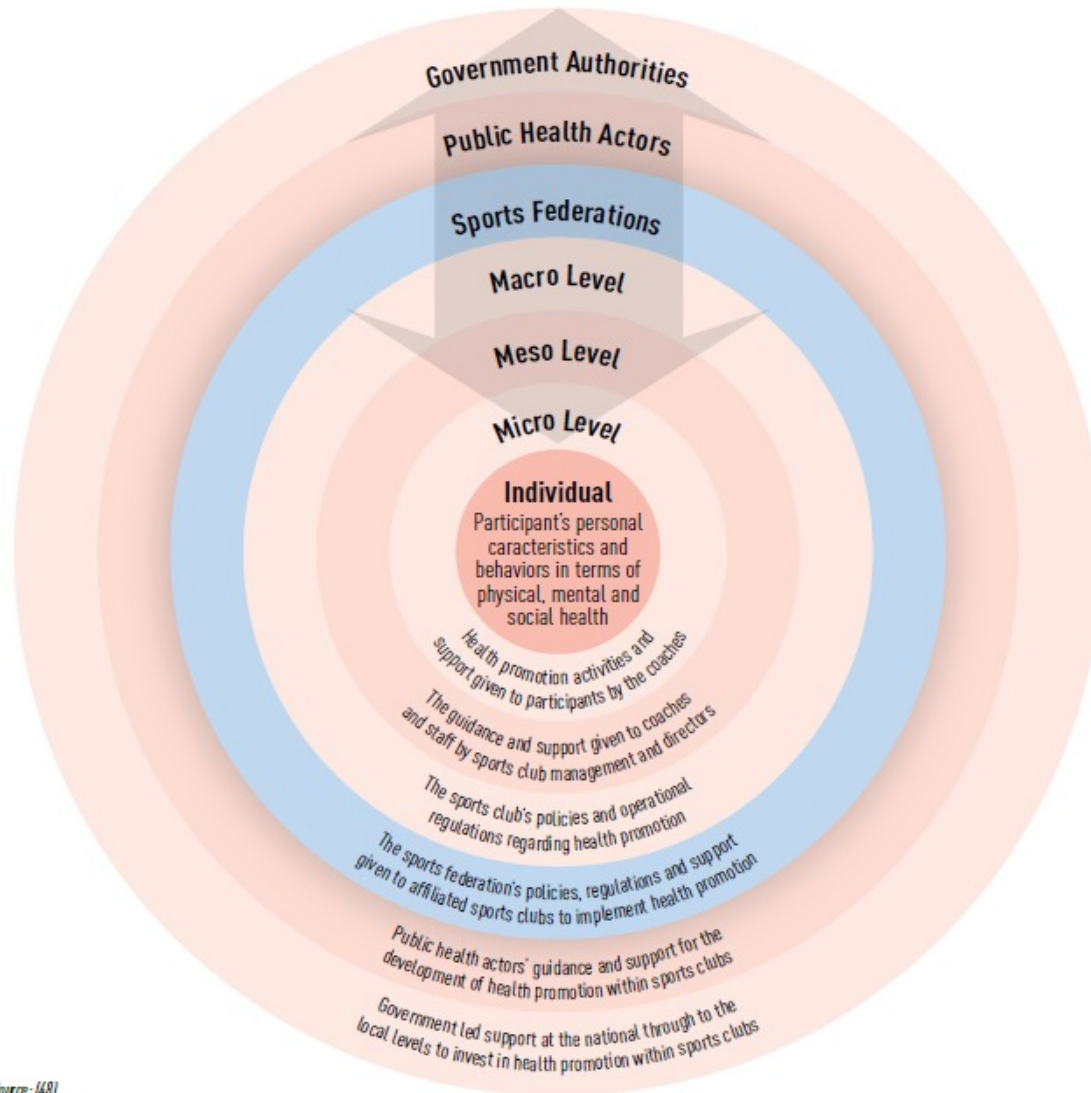 Government Authorities
Public Health Actors
Sports Federations
Macro Level
Meso Level
Micro Level
Individual
Participant's personal
caracteristics and
behaviors in terms of
physical, mental and
social health
Health promotion activities and
support given to participants by the coaches
The guidance and support given to coaches
and staff by sports club management and directors
The sports club's policies and operational
regulations regarding health promotion
The sports federation's policies, regulations and support
given to affiliated sports clubs to implement health promotion
Public health actors' guidance and support for the
development of health promotion within sports clubs
Government led support at the national through to the
local levels to invest in health promotion within sports clubs
(48)